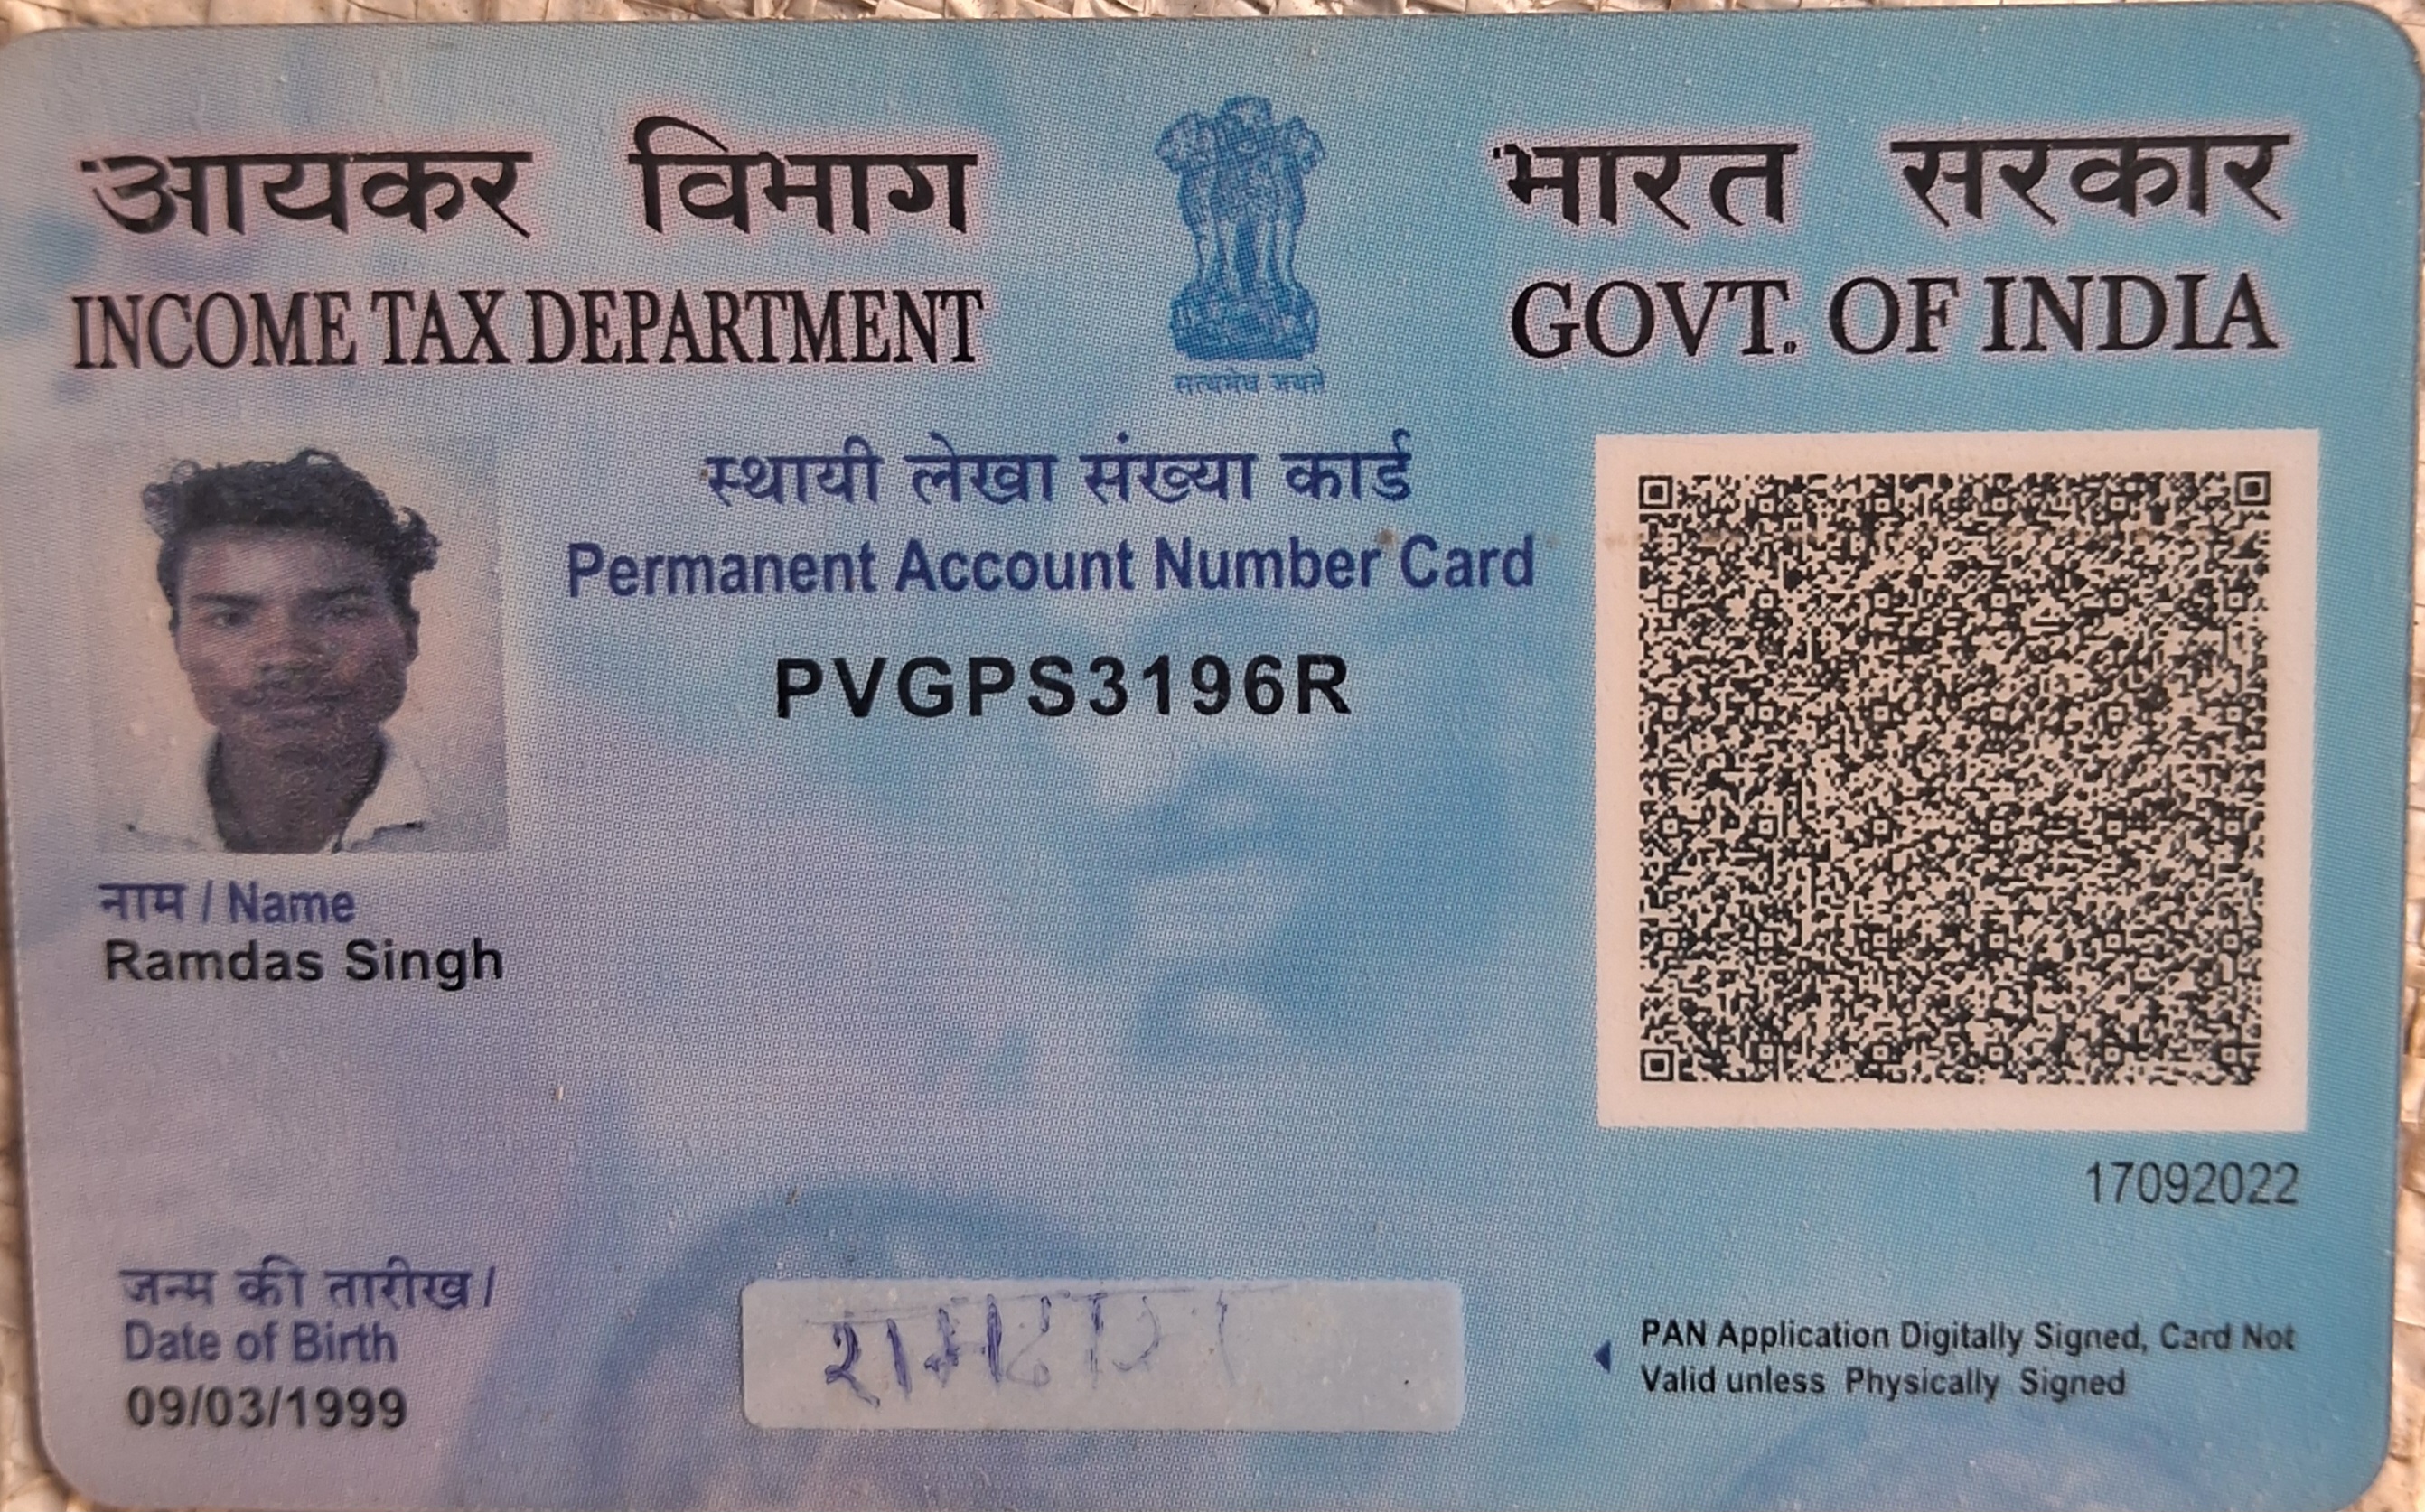 आयकर विभाग
INCOME TAX DEPARTMENT
सत्यमेव जयते
भारत सरकार
GOVT. OF INDIA
स्थायी लेखा संख्या कार्ड
Permanent Account Number Card
PVGPS3196R
नाम / Name
Ramdas Singh
17092022
जन्म की तारीख /
Date of Birth
09/03/1999
रामदास
PAN Application Digitally Signed, Card Not
Valid unless Physically Signed